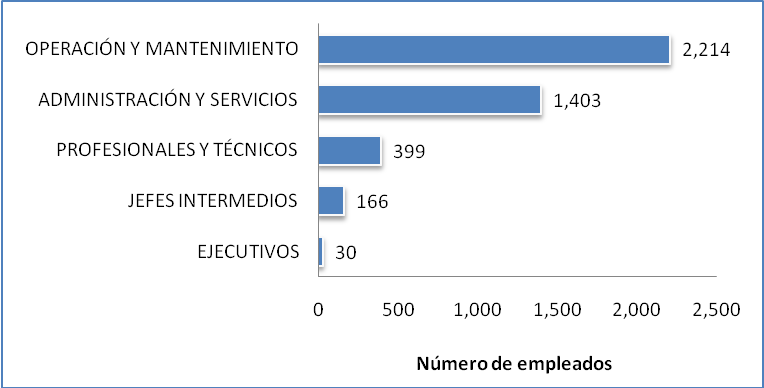 OPERACIÓN Y MANTENIMIENTO 2,214
ADMINISTRACIÓN Y SERVICIOS 1,403
PROFESIONALES Y TÉCNICOS 399
JEFES INTERMEDIOS 166
EJECUTIVOS 30
0 500 1,000 1,500 2,000 2,500
Número de empleados